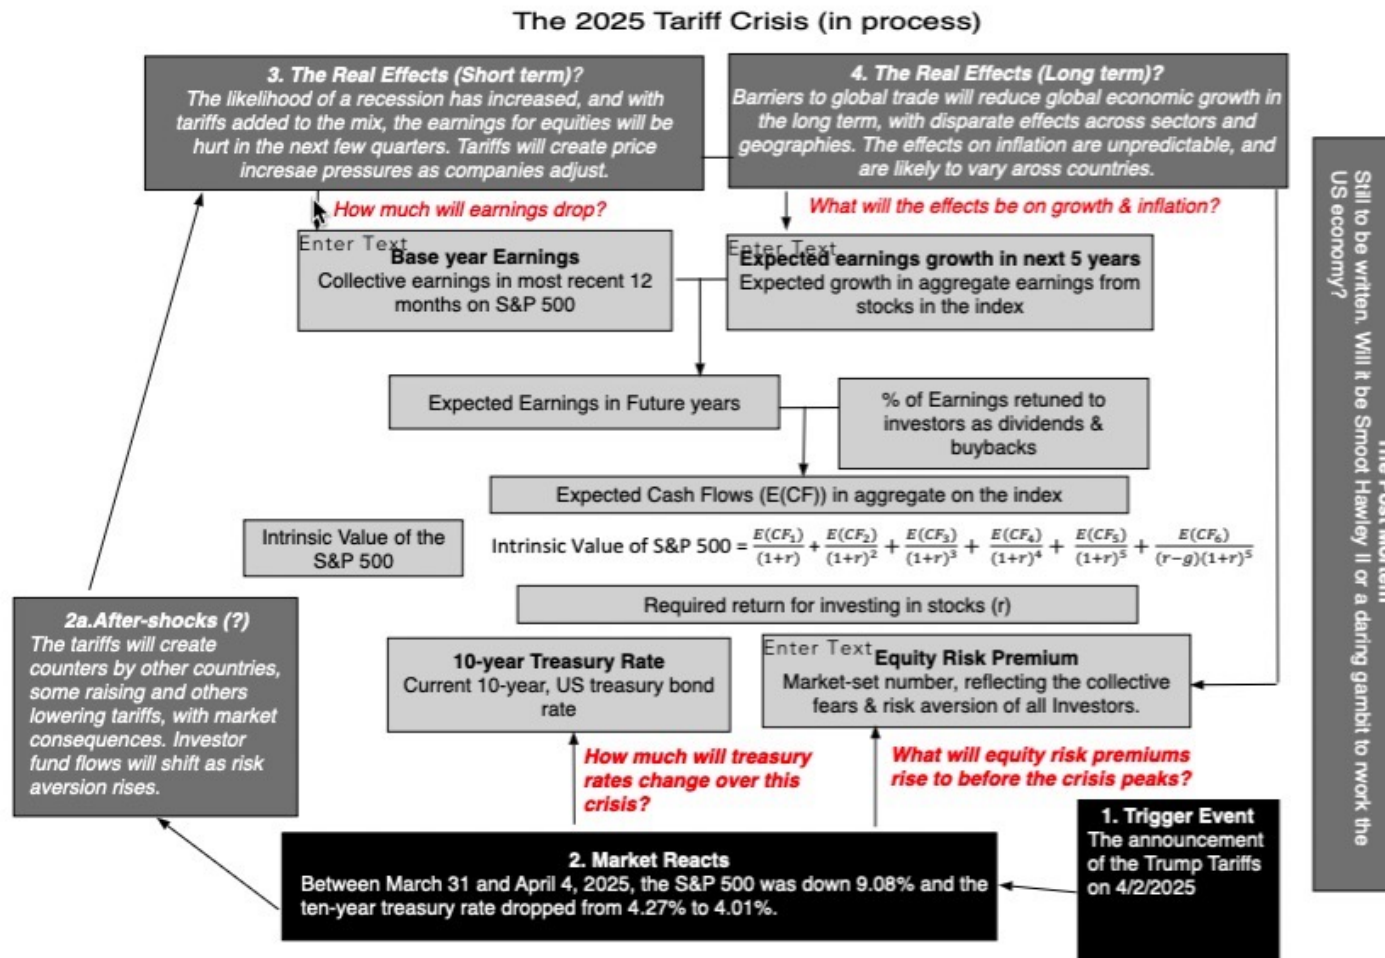 The 2025 Tariff Crisis (in process)
3. The Real Effects (Short term)?
The likelihood of a recession has increased, and with
tariffs added to the mix, the earnings for equities will be
hurt in the next few quarters. Tariffs will create price
incresae pressures as companies adjust.
4. The Real Effects (Long term)?
Barriers to global trade will reduce global economic growth in
the long term, with disparate effects across sectors and
geographies. The effects on inflation are unpredictable, and
are likely to vary aross countries.
How much will earnings drop?
What will the effects be on growth & inflation?
Enter Text
Base year Earnings
Collective earnings in most recent 12
months on S&P 500
Enter Text
Expected earnings growth in next 5 years
Expected growth in aggregate earnings from
stocks in the index
Expected Earnings in Future years
% of Earnings retuned to
investors as dividends &
buybacks
Expected Cash Flows (E(CF)) in aggregate on the index
Intrinsic Value of the
S&P 500
Intrinsic Value of S&P 500 = E(CF₁)/(1+r) + E(CF₂)/(1+r)² + E(CF₃)/(1+r)³ + E(CF₄)/(1+r)⁴ + E(CF₅)/(1+r)⁵ + E(CF₆)/(r−g)(1+r)⁵
Required return for investing in stocks (r)
2a.After-shocks (?)
The tariffs will create
counters by other countries,
some raising and others
lowering tariffs, with market
consequences. Investor
fund flows will shift as risk
aversion rises.
10-year Treasury Rate
Current 10-year, US treasury bond
rate
Enter Text
Equity Risk Premium
Market-set number, reflecting the collective
fears & risk aversion of all Investors.
How much will treasury
rates change over this
crisis?
What will equity risk premiums
rise to before the crisis peaks?
2. Market Reacts
Between March 31 and April 4, 2025, the S&P 500 was down 9.08% and the
ten-year treasury rate dropped from 4.27% to 4.01%.
1. Trigger Event
The announcement
of the Trump Tariffs
on 4/2/2025
The Post Mortem
Still to be written. Will it be Smoot Hawley II or a daring gambit to rwork the
US economy?